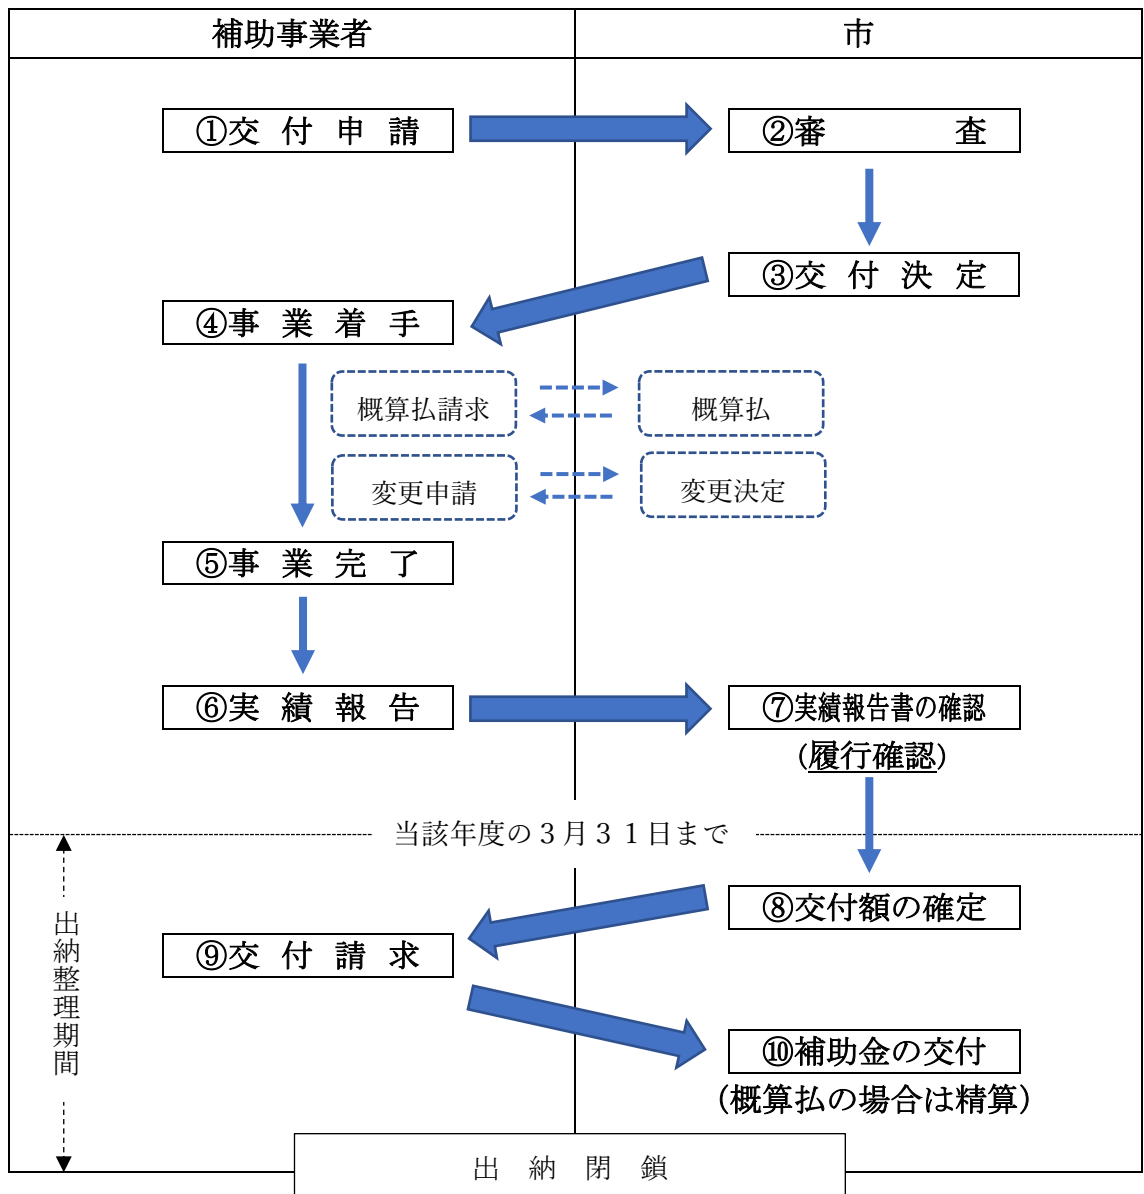 補助事業者
市
①交付申請
②審査
③交付決定
④事業着手
概算払請求
概算払
変更申請
変更決定
⑤事業完了
⑥実績報告
⑦実績報告書の確認
(履行確認)
当該年度の３月３１日まで
⑧交付額の確定
出納整理期間
⑨交付請求
⑩補助金の交付
(概算払の場合は精算)
出納閉鎖